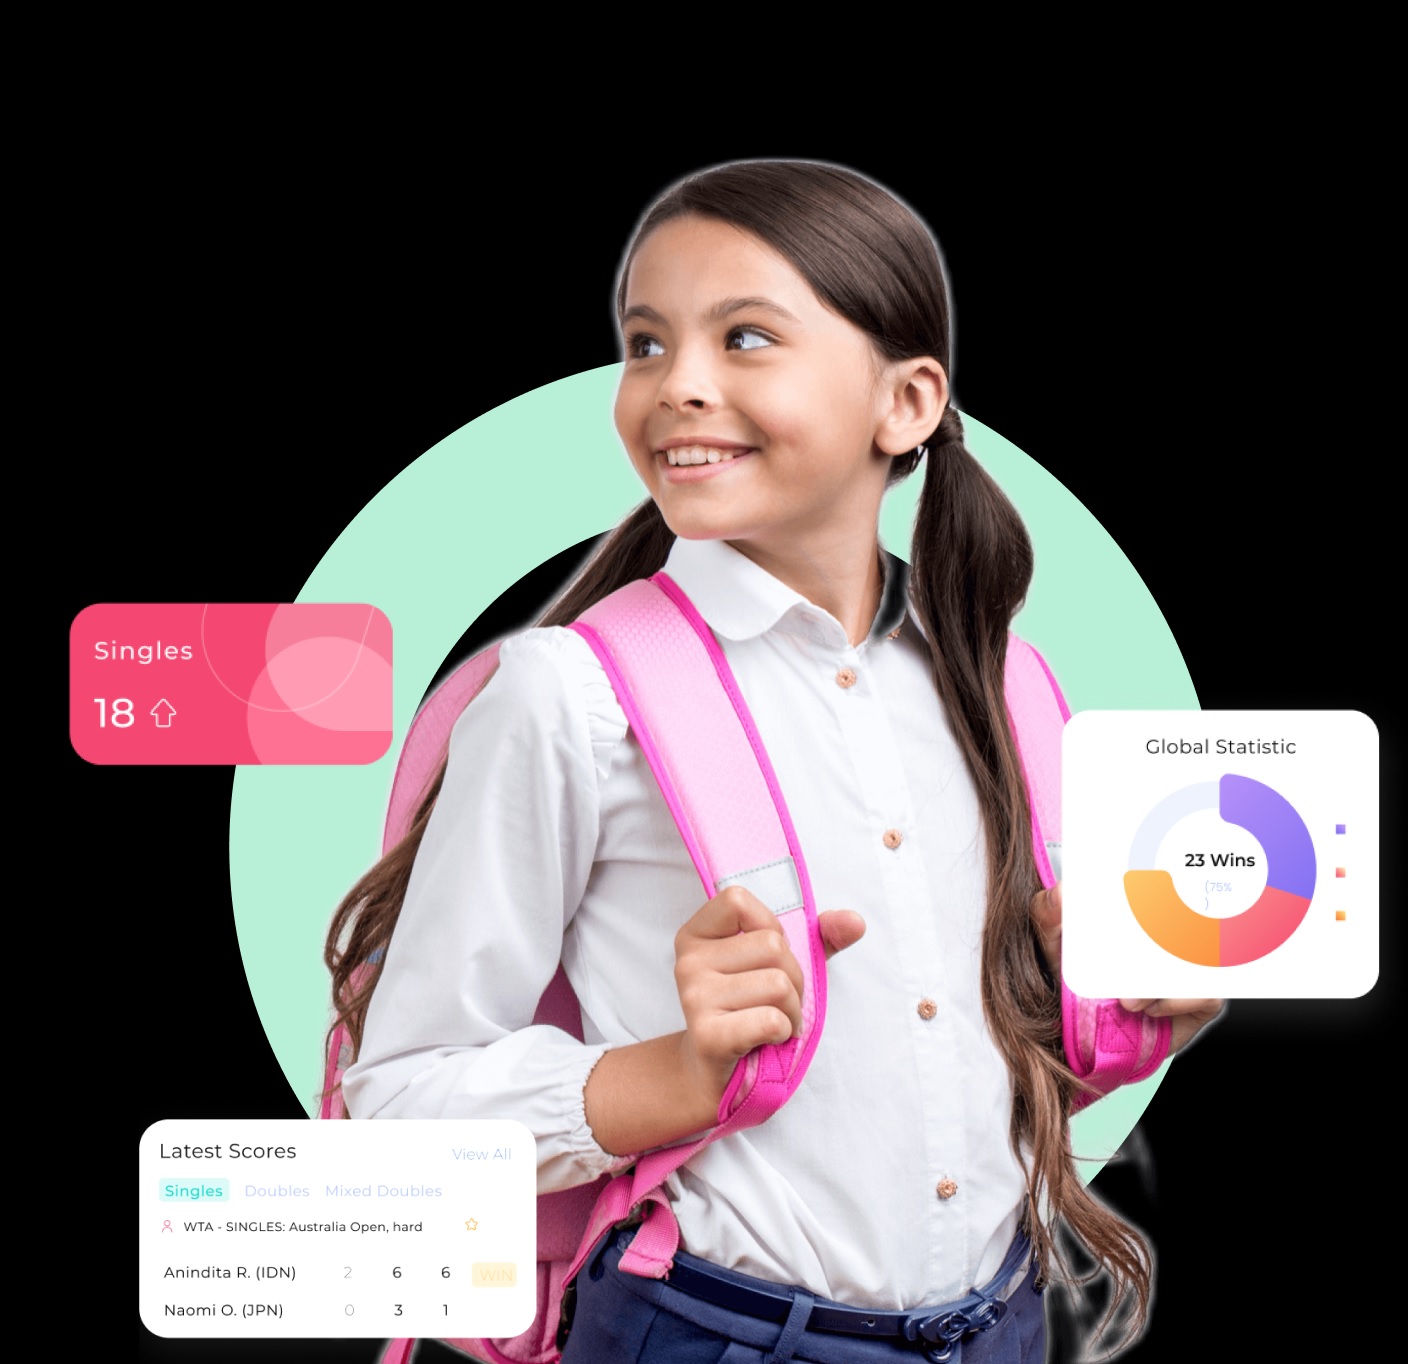 Singles
18
Global Statistic
23 Wins
(75%
)
Latest Scores
View All
Singles Doubles Mixed Doubles
WTA - SINGLES: Australia Open, hard
Anindita R. (IDN) 2 6 6 WIN
Naomi O. (JPN) 0 3 1